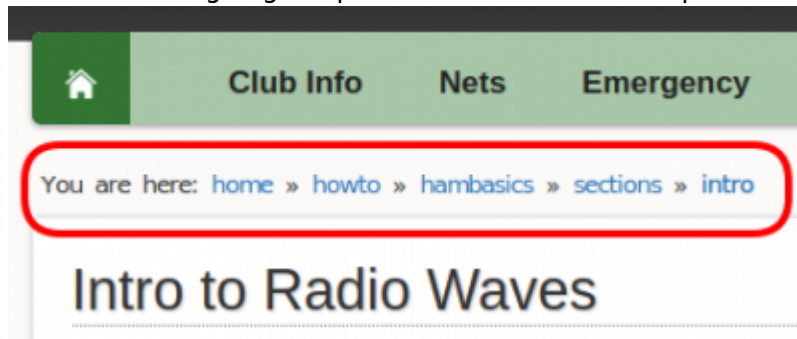 Club Info Nets Emergency
You are here: home » howto » hambasics » sections » intro
Intro to Radio Waves